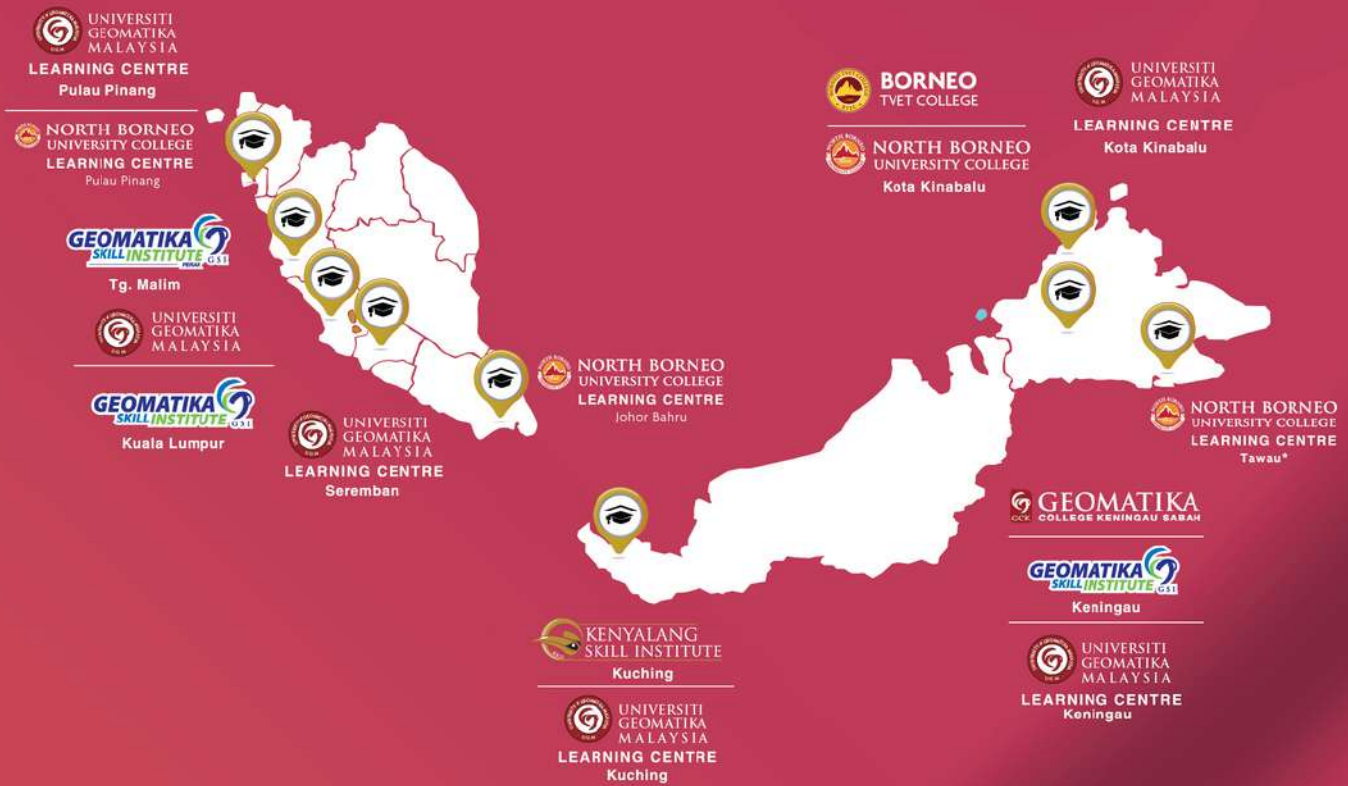 UNIVERSITI
GEOMATIKA
MALAYSIA
LEARNING CENTRE
Pulau Pinang
NORTH BORNEO
UNIVERSITY COLLEGE
LEARNING CENTRE
Pulau Pinang
GEOMATIKA
SKILL INSTITUTE
PERAK
GSI
Tg. Malim
UNIVERSITI
GEOMATIKA
MALAYSIA
GEOMATIKA
SKILL INSTITUTE
GSI
Kuala Lumpur
UNIVERSITI
GEOMATIKA
MALAYSIA
LEARNING CENTRE
Seremban
NORTH BORNEO
UNIVERSITY COLLEGE
LEARNING CENTRE
Johor Bahru
BORNEO
TVET COLLEGE
NORTH BORNEO
UNIVERSITY COLLEGE
Kota Kinabalu
UNIVERSITI
GEOMATIKA
MALAYSIA
LEARNING CENTRE
Kota Kinabalu
NORTH BORNEO
UNIVERSITY COLLEGE
LEARNING CENTRE
Tawau*
GCK
GEOMATIKA
COLLEGE KENINGAU SABAH
GEOMATIKA
SKILL INSTITUTE
GSI
Keningau
UNIVERSITI
GEOMATIKA
MALAYSIA
LEARNING CENTRE
Keningau
KENYALANG
SKILL INSTITUTE
Kuching
UNIVERSITI
GEOMATIKA
MALAYSIA
LEARNING CENTRE
Kuching